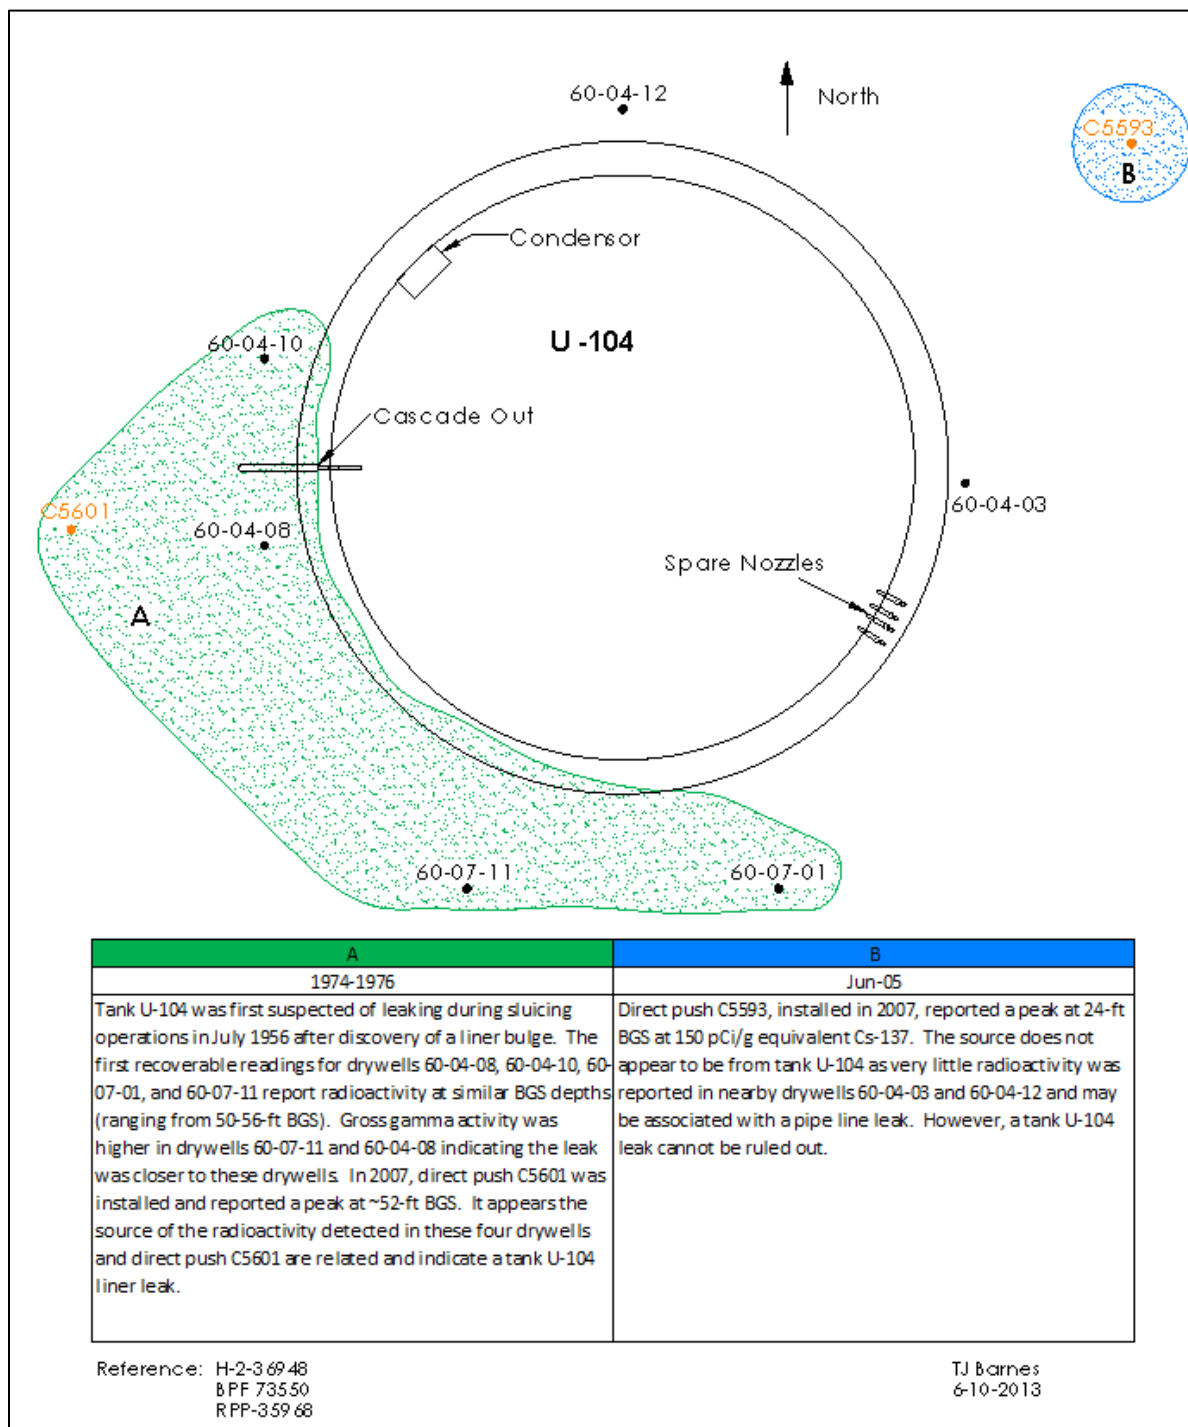 60-04-12
North
C5593
B
Condensor
U -104
60-04-10
Cascade Out
C5601
60-04-08
60-04-03
Spare Nozzles
A
60-07-11
60-07-01
A
1974-1976
Tank U-104 was first suspected of leaking during sluicing
operations in July 1956 after discovery of a liner bulge. The
first recoverable readings for drywells 60-04-08, 60-04-10, 60-
07-01, and 60-07-11 report radioactivity at similar BGS depths
(ranging from 50-56-ft BGS). Gross gamma activity was
higher in drywells 60-07-11 and 60-04-08 indicating the leak
was closer to these drywells. In 2007, direct push C5601 was
installed and reported a peak at ~52-ft BGS. It appears the
source of the radioactivity detected in these four drywells
and direct push C5601 are related and indicate a tank U-104
liner leak.
B
Jun-05
Direct push C5593, installed in 2007, reported a peak at 24-ft
BGS at 150 pCi/g equivalent Cs-137. The source does not
appear to be from tank U-104 as very little radioactivity was
reported in nearby drywells 60-04-03 and 60-04-12 and may
be associated with a pipe line leak. However, a tank U-104
leak cannot be ruled out.
Reference: H-2-36948
BPF 73550
RPP-35968
TJ Barnes
6-10-2013